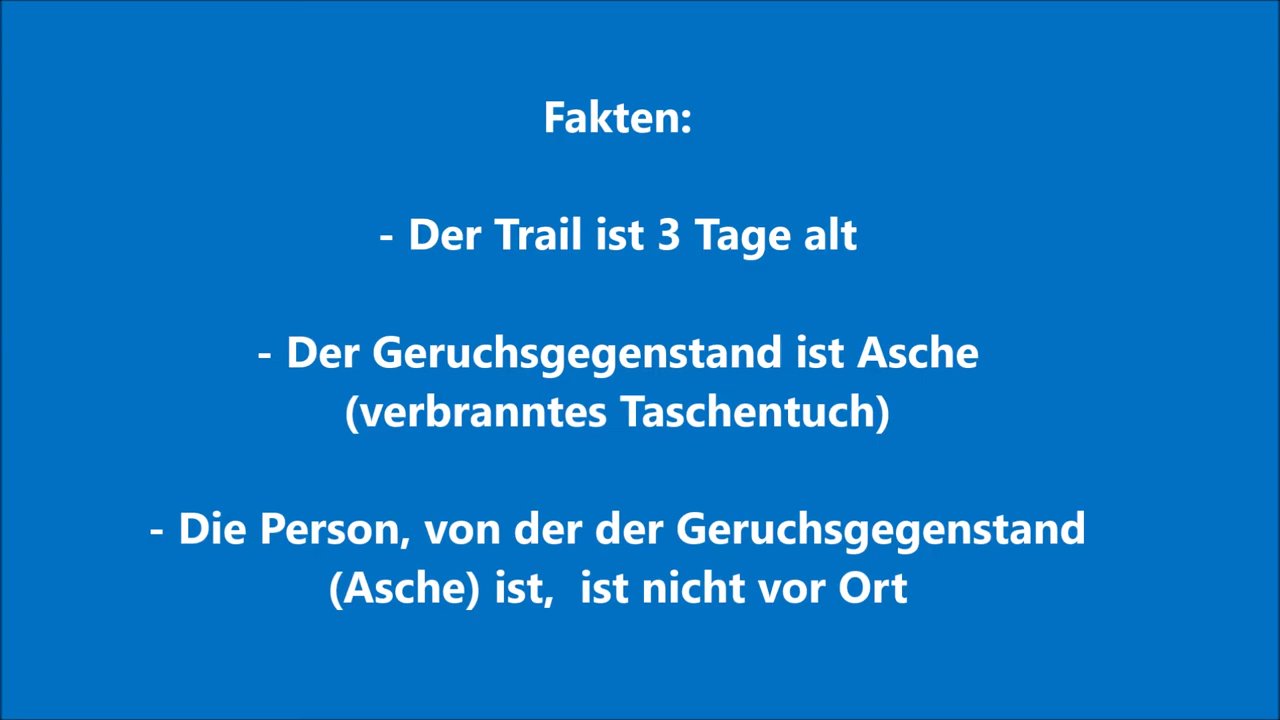 Fakten:
- Der Trail ist 3 Tage alt
- Der Geruchsgegenstand ist Asche
(verbranntes Taschentuch)
- Die Person, von der der Geruchsgegenstand
(Asche) ist,  ist nicht vor Ort